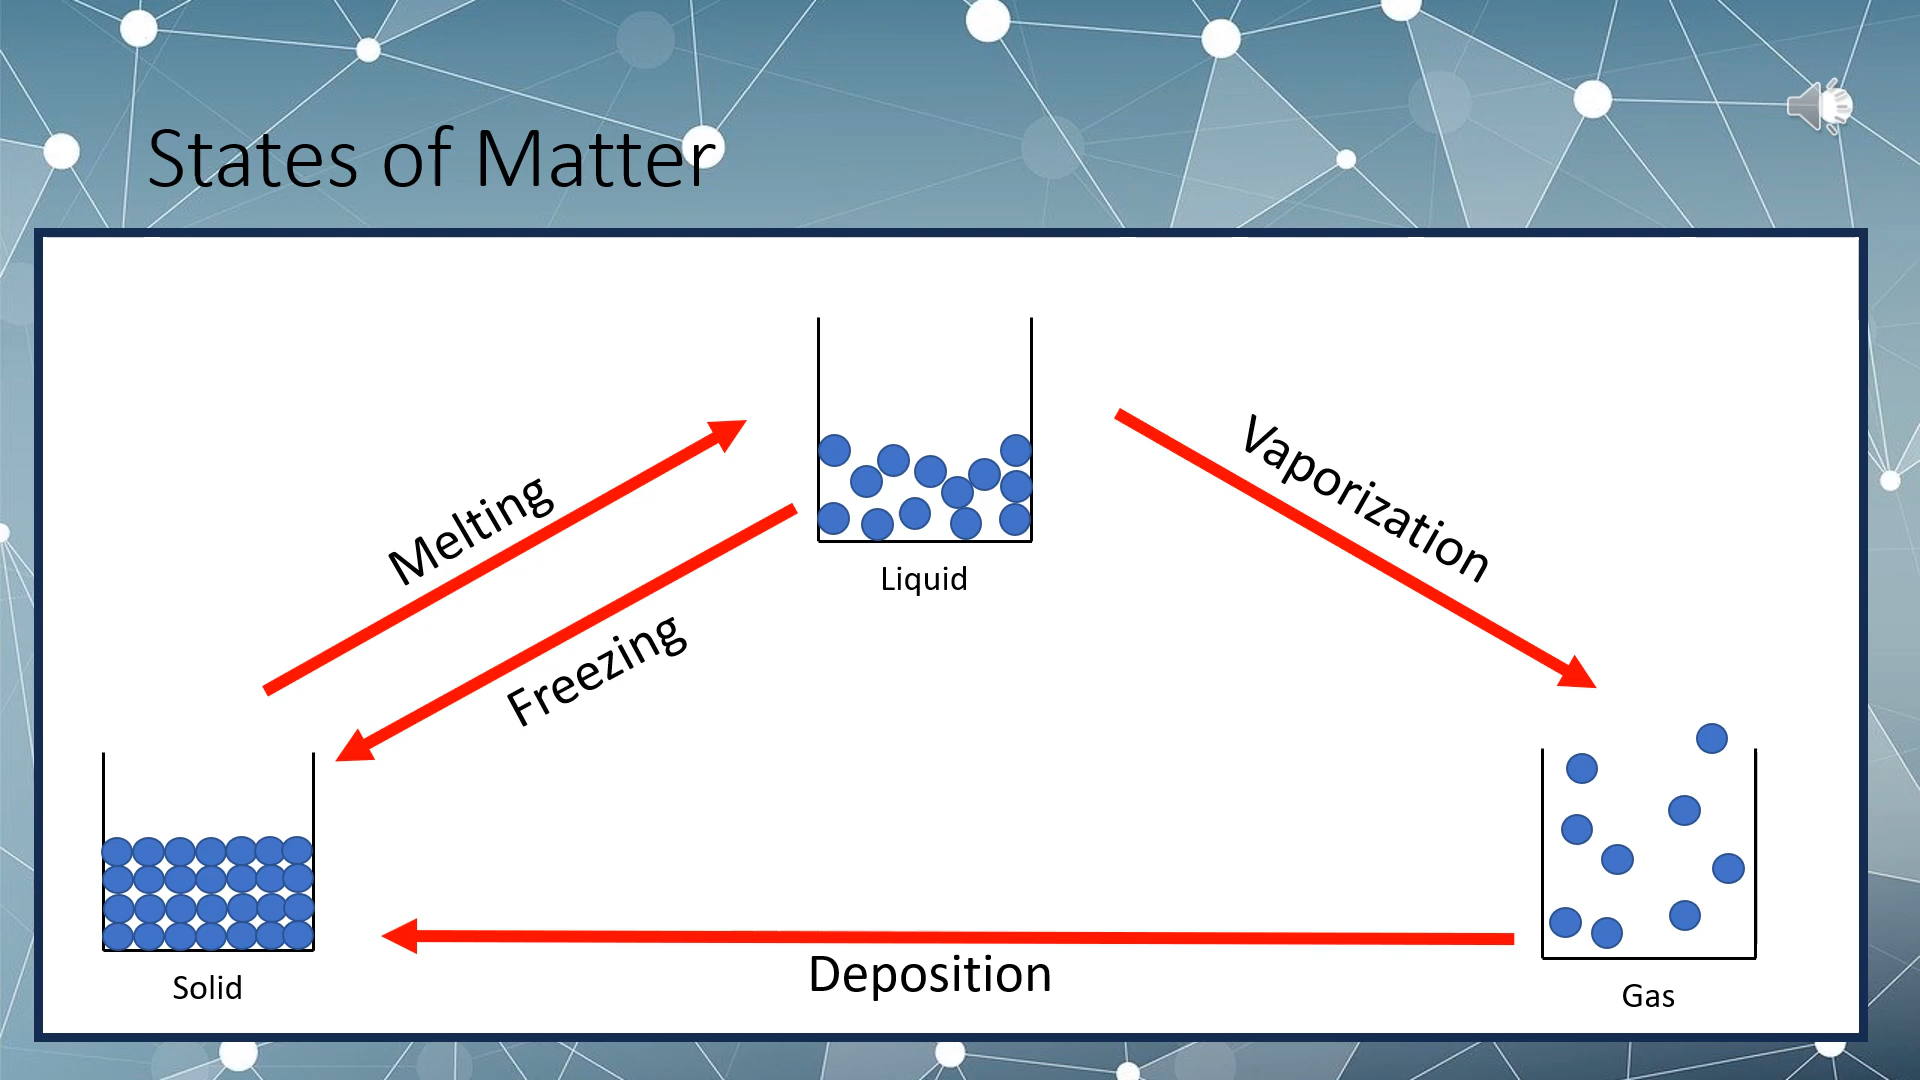 States of Matter
Melting
Freezing
Vaporization
Liquid
Deposition
Solid
Gas